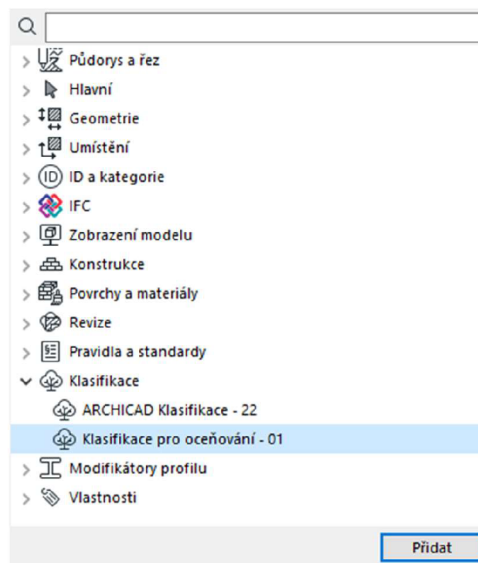 Půdorys a řez
Hlavní
Geometrie
Umístění
ID ID a kategorie
IFC
Zobrazení modelu
Konstrukce
Povrchy a materiály
Revize
Pravidla a standardy
Klasifikace
ARCHICAD Klasifikace - 22
Klasifikace pro oceňování - 01
Modifikátory profilu
Vlastnosti
Přidat